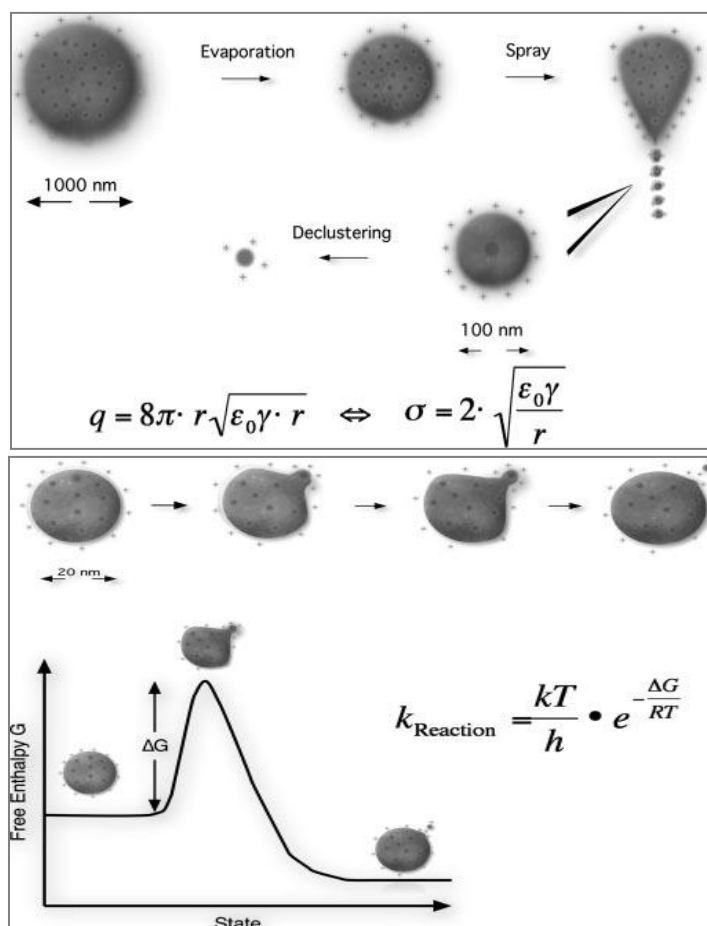 Evaporation
Spray
1000 nm
Declustering
100 nm
q = 8π· r√(ε₀γ · r) ⇔ σ = 2· √(ε₀γ / r)
20 nm
ΔG
Free Enthalpy G
k_Reaction = kT/h • e^(-ΔG/RT)
State